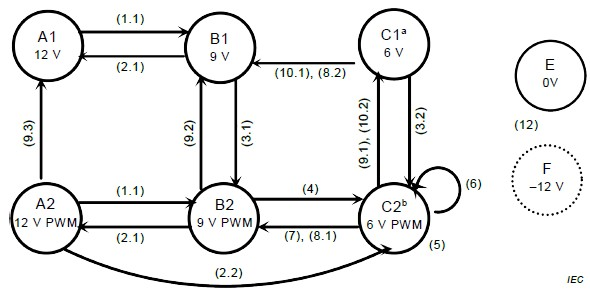 (1.1)
A1
12 V
B1
9 V
C1ᵃ
6 V
(2.1)
(10.1), (8.2)
E
0V
(9.3)
(9.2)
(3.1)
(9.1), (10.2)
(3.2)
(12)
(1.1)
(4)
(6)
F
–12 V
A2
12 V PWM
B2
9 V PWM
C2ᵇ
6 V PWM
(2.1)
(7), (8.1)
(5)
(2.2)
IEC